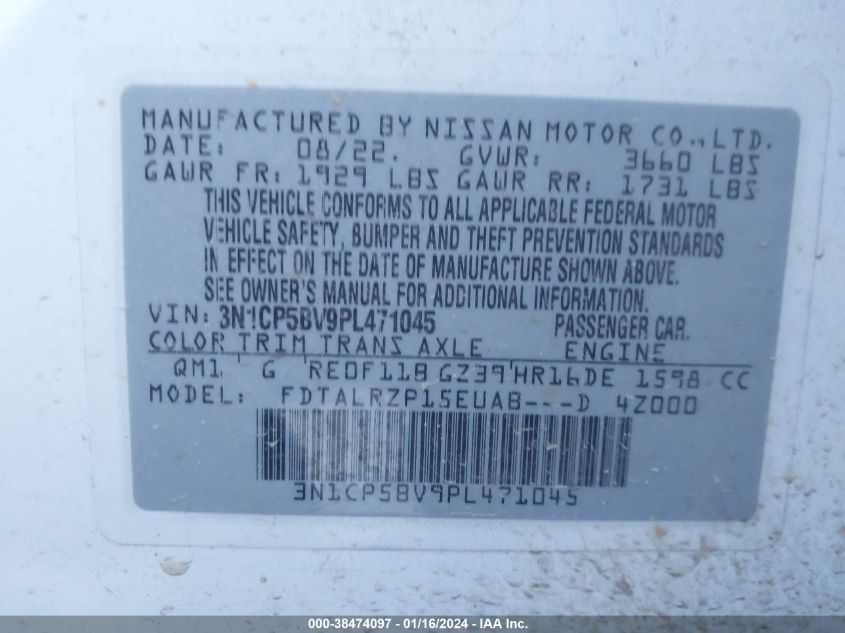 MANUFACTURED BY NISSAN MOTOR CO., LTD.
DATE: 08/22. GVWR: 3660 LBS
GAWR FR: 1929 LBS GAWR RR: 1731 LBS
THIS VEHICLE CONFORMS TO ALL APPLICABLE FEDERAL MOTOR
VEHICLE SAFETY, BUMPER AND THEFT PREVENTION STANDARDS
IN EFFECT ON THE DATE OF MANUFACTURE SHOWN ABOVE.
SEE OWNER'S MANUAL FOR ADDITIONAL INFORMATION.
VIN: 3N1CP5BV9PL471045 PASSENGER CAR.
COLOR TRIM TRANS AXLE ENGINE
QM1 ' G 'RE0F11B GZ39'HR16DE 1598 CC
MODEL: FDTALRZP15EUAB---D 4Z000
3N1CP5BV9PL471045
000-38474097 - 01/16/2024 - IAAI Inc.